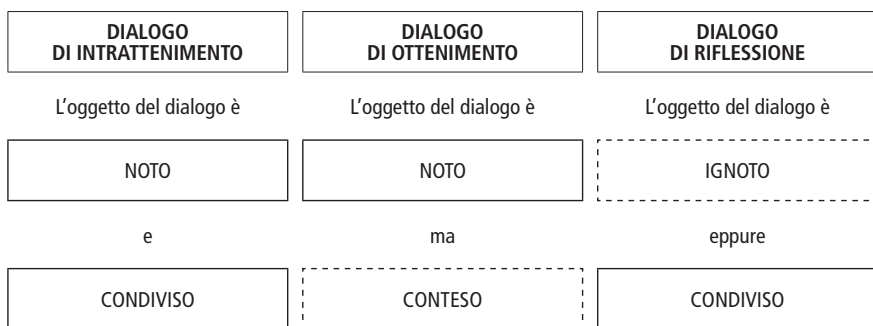 DIALOGO
DI INTRATTENIMENTO
L'oggetto del dialogo è
NOTO
e
CONDIVISO
DIALOGO
DI OTTENIMENTO
L'oggetto del dialogo è
NOTO
ma
CONTESO
DIALOGO
DI RIFLESSIONE
L'oggetto del dialogo è
IGNOTO
eppure
CONDIVISO